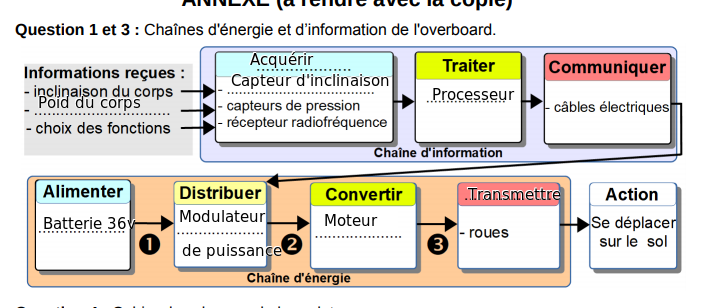 ANNEXE (à rendre avec la copie)
Question 1 et 3 : Chaînes d'énergie et d'information de l'overboard.
Informations reçues :
- inclinaison du corps
- Poid du corps
- choix des fonctions
Acquérir
- Capteur d'inclinaison
- capteurs de pression
- récepteur radiofréquence
Traiter
Processeur
Communiquer
- câbles électriques
Chaîne d'information
Alimenter
Batterie 36v
1
Distribuer
Modulateur
de puissance
2
Convertir
Moteur
3
Transmettre
- roues
Action
Se déplacer
sur le sol
Chaîne d'énergie